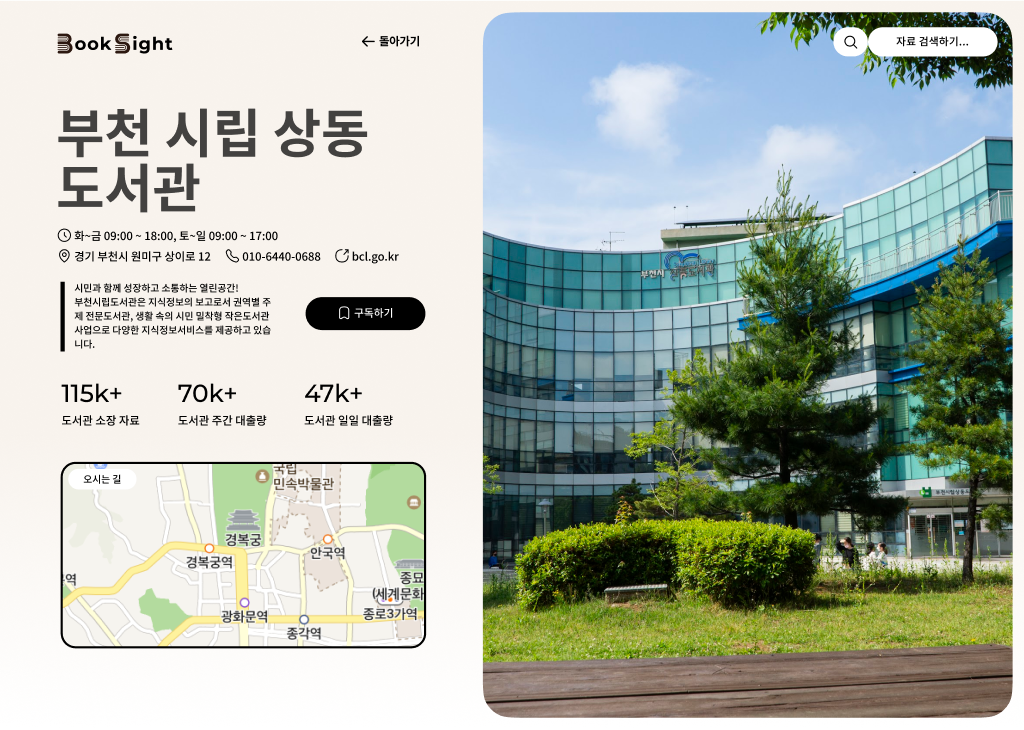 BookSight
돌아가기
자료 검색하기...
부천 시립 상동
도서관
화~금 09:00 ~ 18:00, 토~일 09:00 ~ 17:00
경기 부천시 원미구 상이로 12
010-6440-0688
bcl.go.kr
시민과 함께 성장하고 소통하는 열린공간!
부천시립도서관은 지식정보의 보고로서 권역별 주
제 전문도서관, 생활 속의 시민 밀착형 작은도서관
사업으로 다양한 지식정보서비스를 제공하고 있습
니다.
구독하기
115k+
70k+
47k+
도서관 소장 자료
도서관 주간 대출량
도서관 일일 대출량
오시는 길
국립
민속박물관
경복궁
안국역
경복궁역
역
종묘
(세계문화
광화문역
종로3가역
종각역
부천시